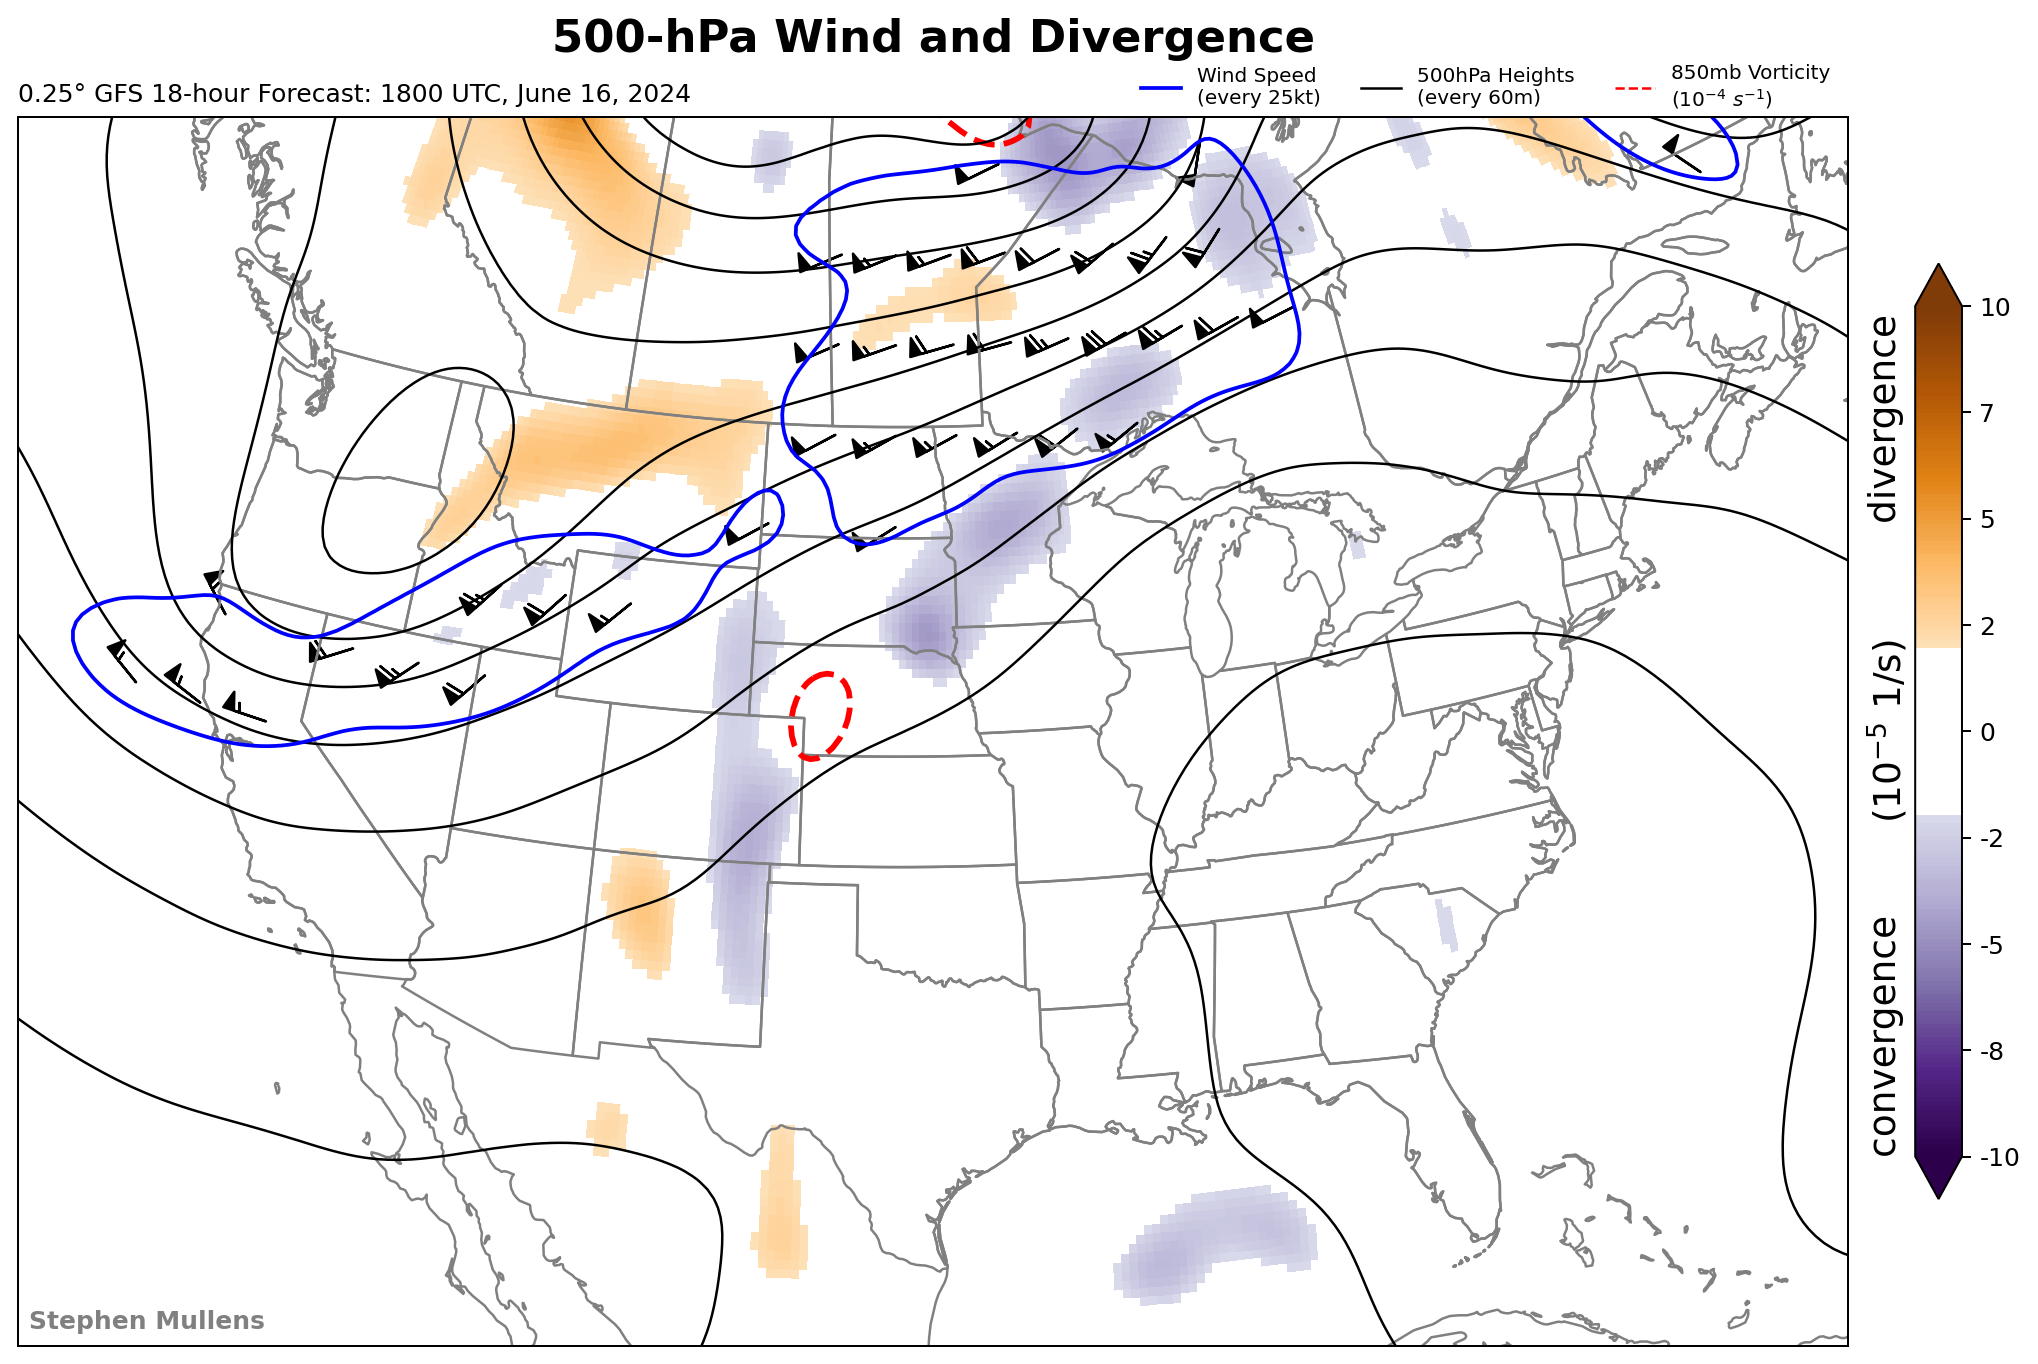 500-hPa Wind and Divergence
0.25° GFS 18-hour Forecast: 1800 UTC, June 16, 2024
Wind Speed
(every 25kt)
500hPa Heights
(every 60m)
850mb Vorticity
(10⁻⁴ s⁻¹)
10
7
5
2
0
-2
-5
-8
-10
convergence (10⁻⁵ 1/s) divergence
Stephen Mullens